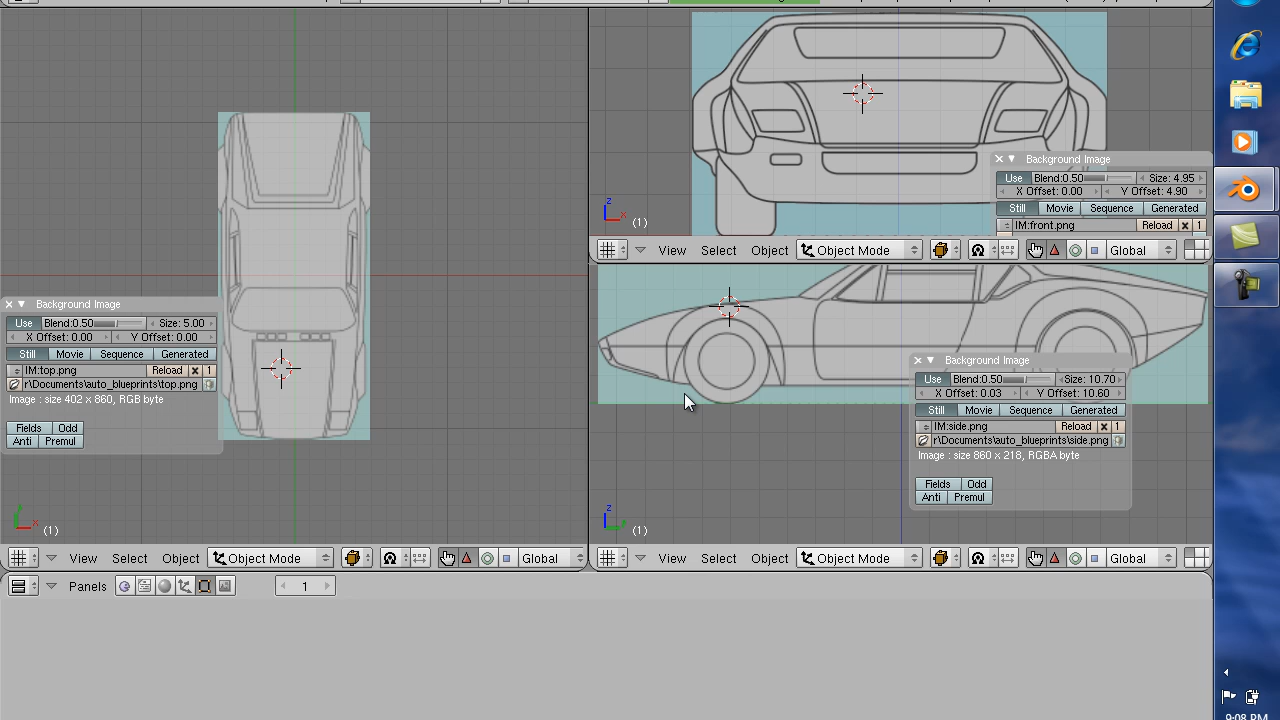 Background Image
Use Blend:0.50 Size: 4.95
X Offset: 0.00 Y Offset: 4.90
Still Movie Sequence Generated
IM:front.png Reload 1
z x (1)
View Select Object Object Mode Global
Background Image
Use Blend:0.50 Size: 5.00
X Offset: 0.00 Y Offset: 0.00
Still Movie Sequence Generated
IM:top.png Reload 1
r\Documents\auto_blueprints\top.png
Image : size 402 x 860, RGB byte
Fields Odd
Anti Premul
y x (1)
View Select Object Object Mode Global
Background Image
Use Blend:0.50 Size: 10.70
X Offset: 0.03 Y Offset: 10.60
Still Movie Sequence Generated
IM:side.png Reload 1
r\Documents\auto_blueprints\side.png
Image : size 860 x 218, RGBA byte
Fields Odd
Anti Premul
z y (1)
View Select Object Object Mode Global
Panels 1
9:08 PM